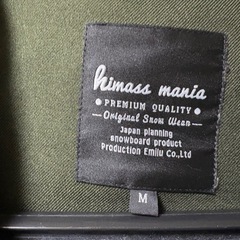 himass mania
PREMIUM QUALITY
Original Snow Wear
Japan planning
snowboard product
Production Emilu Co.,Ltd
M